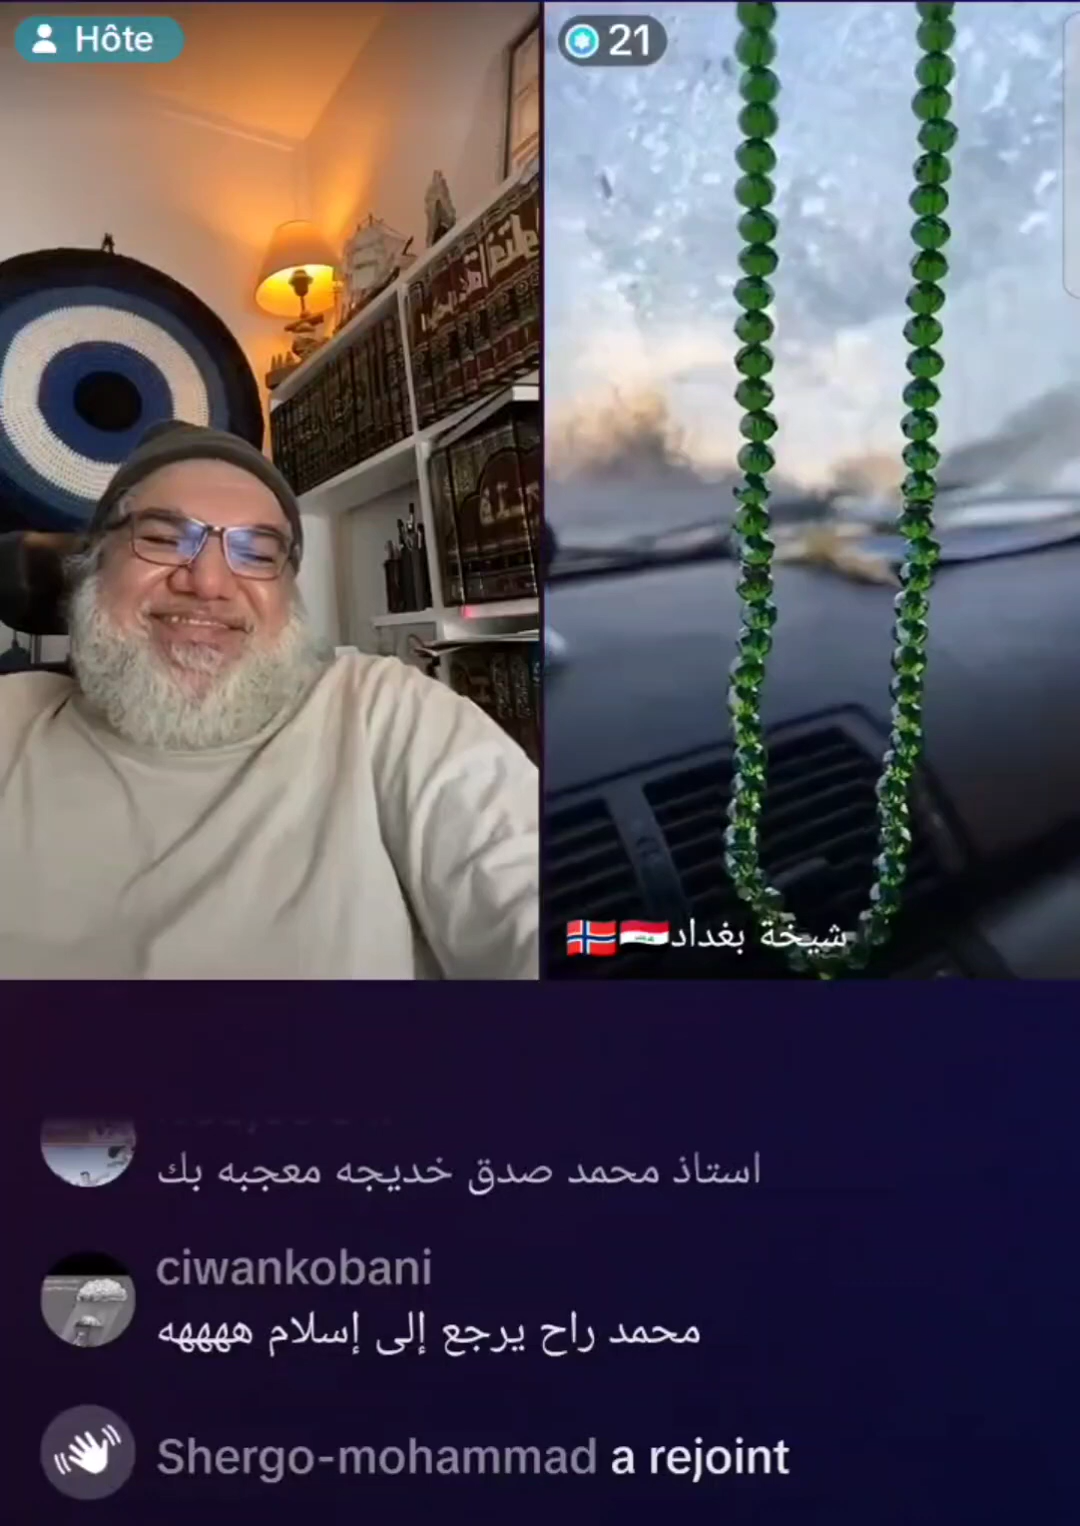 Hôte
21
شيخة بغداد🇮🇶🇳🇴
استاذ محمد صدق خديجه معجبه بك
ciwankobani
محمد راح يرجع إلى إسلام ههههه
Shergo-mohammad a rejoint